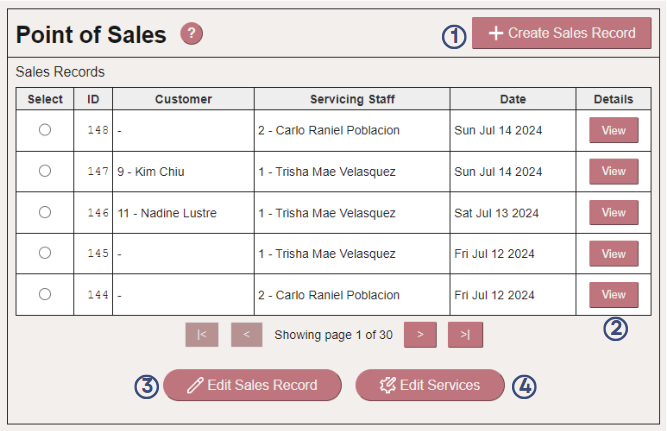 Point of Sales ?
1 + Create Sales Record
Sales Records
Select ID Customer Servicing Staff Date Details
148 - 2 - Carlo Raniel Poblacion Sun Jul 14 2024 View
147 9 - Kim Chiu 1 - Trisha Mae Velasquez Sun Jul 14 2024 View
146 11 - Nadine Lustre 1 - Trisha Mae Velasquez Sat Jul 13 2024 View
145 - 1 - Trisha Mae Velasquez Fri Jul 12 2024 View
144 - 2 - Carlo Raniel Poblacion Fri Jul 12 2024 View
|< < Showing page 1 of 30 > >|
2
3 Edit Sales Record Edit Services 4